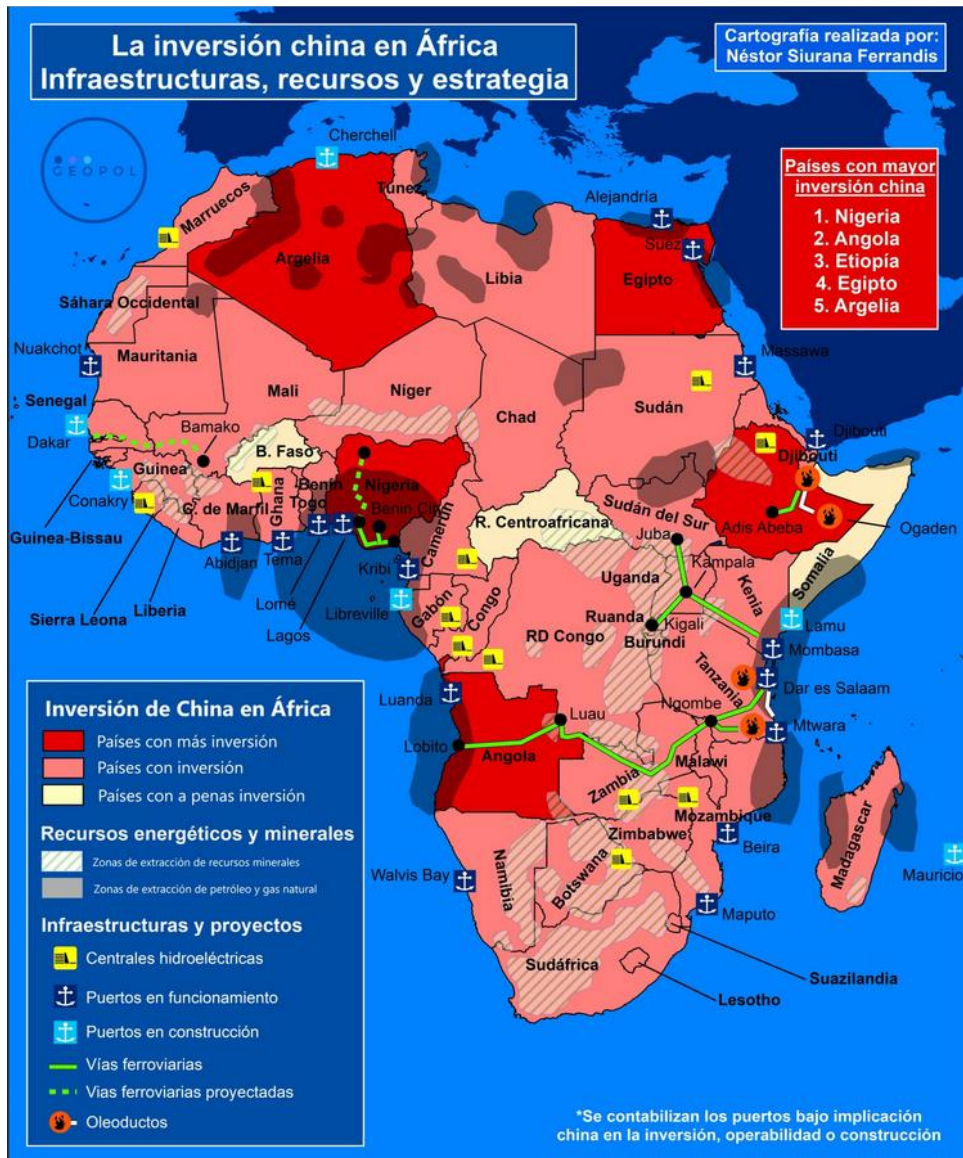 La inversión china en África
Infraestructuras, recursos y estrategia
Cartografía realizada por:
Néstor Siurana Ferrandis
GEOPOL
Países con mayor
inversión china
1. Nigeria
2. Angola
3. Etiopía
4. Egipto
5. Argelia
Cherchell
Túnez
Marruecos
Alejandría
Suez
Argelia
Libia
Egipto
Sáhara Occidental
Nuakchot
Mauritania
Massawa
Mali
Níger
Chad
Sudán
Senegal
Dakar
Bamako
B. Faso
Djibouti
Djibouti
Guinea
Nigeria
Conakry
C. de Marfil
Ghana
Benin
Togo
Benin City
Camerún
R. Centroafricana
Sudán del Sur
Adis Abeba
Ogaden
Guinea-Bissau
Abidjan
Tema
Kribi
Juba
Kampala
Somalia
Sierra Leona
Liberia
Lomé
Lagos
Libreville
Gabón
Congo
Uganda
Kenia
Ruanda
Kigali
Burundi
RD Congo
Lamu
Mombasa
Tanzania
Dar es Salaam
Luanda
Ngombe
Luau
Mtwara
Lobito
Angola
Malawi
Zambia
Mozambique
Zimbabwe
Beira
Madagascar
Mauricio
Walvis Bay
Namibia
Botswana
Maputo
Sudáfrica
Suazilandia
Lesotho
Inversión de China en África
Países con más inversión
Países con inversión
Países con a penas inversión
Recursos energéticos y minerales
Zonas de extracción de recursos minerales
Zonas de extracción de petróleo y gas natural
Infraestructuras y proyectos
Centrales hidroeléctricas
Puertos en funcionamiento
Puertos en construcción
Vías ferroviarias
Vias ferroviarias proyectadas
Oleoductos
*Se contabilizan los puertos bajo implicación
china en la inversión, operabilidad o construcción